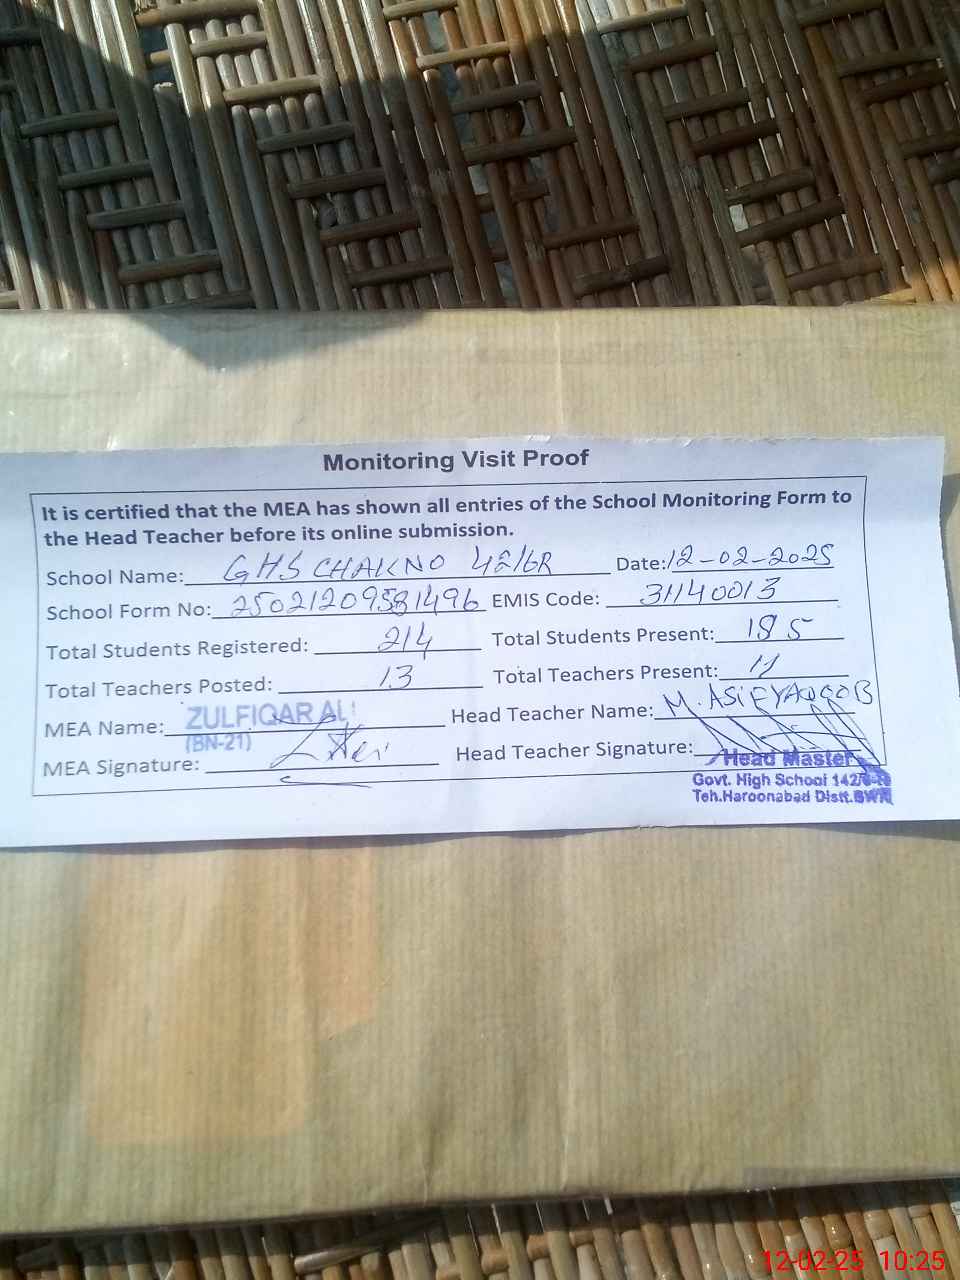 Monitoring Visit Proof
It is certified that the MEA has shown all entries of the School Monitoring Form to
the Head Teacher before its online submission.
School Name: GHS CHAK NO 42/6R Date: 12-02-2025
School Form No: 25021209581496 EMIS Code: 31140013
Total Students Registered: 214 Total Students Present: 185
Total Teachers Posted: 13 Total Teachers Present: 11
MEA Name: ZULFIQAR ALI Head Teacher Name: M. ASIF YAQOOB
(BN-21)
MEA Signature: Head Teacher Signature:
Head Master
Govt. High School
Teh.Haroonabad Distt.BWN
12-02-25 10:25